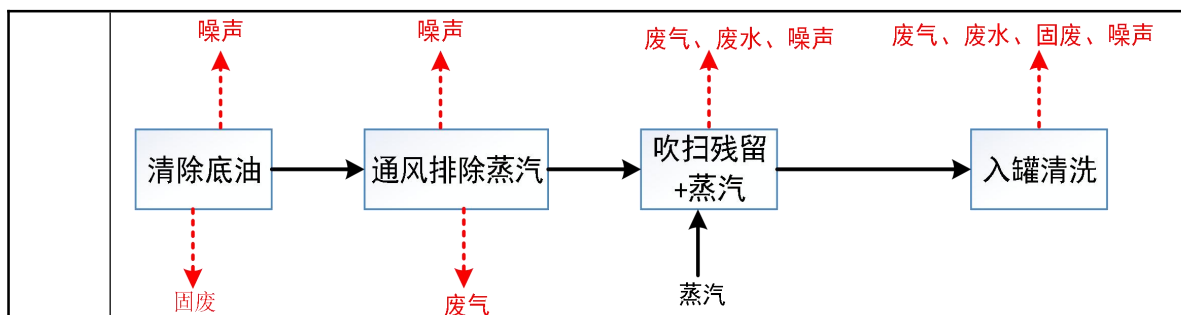 噪声
噪声
废气、废水、噪声
废气、废水、固废、噪声
清除底油
通风排除蒸汽
吹扫残留
+蒸汽
入罐清洗
固废
废气
蒸汽